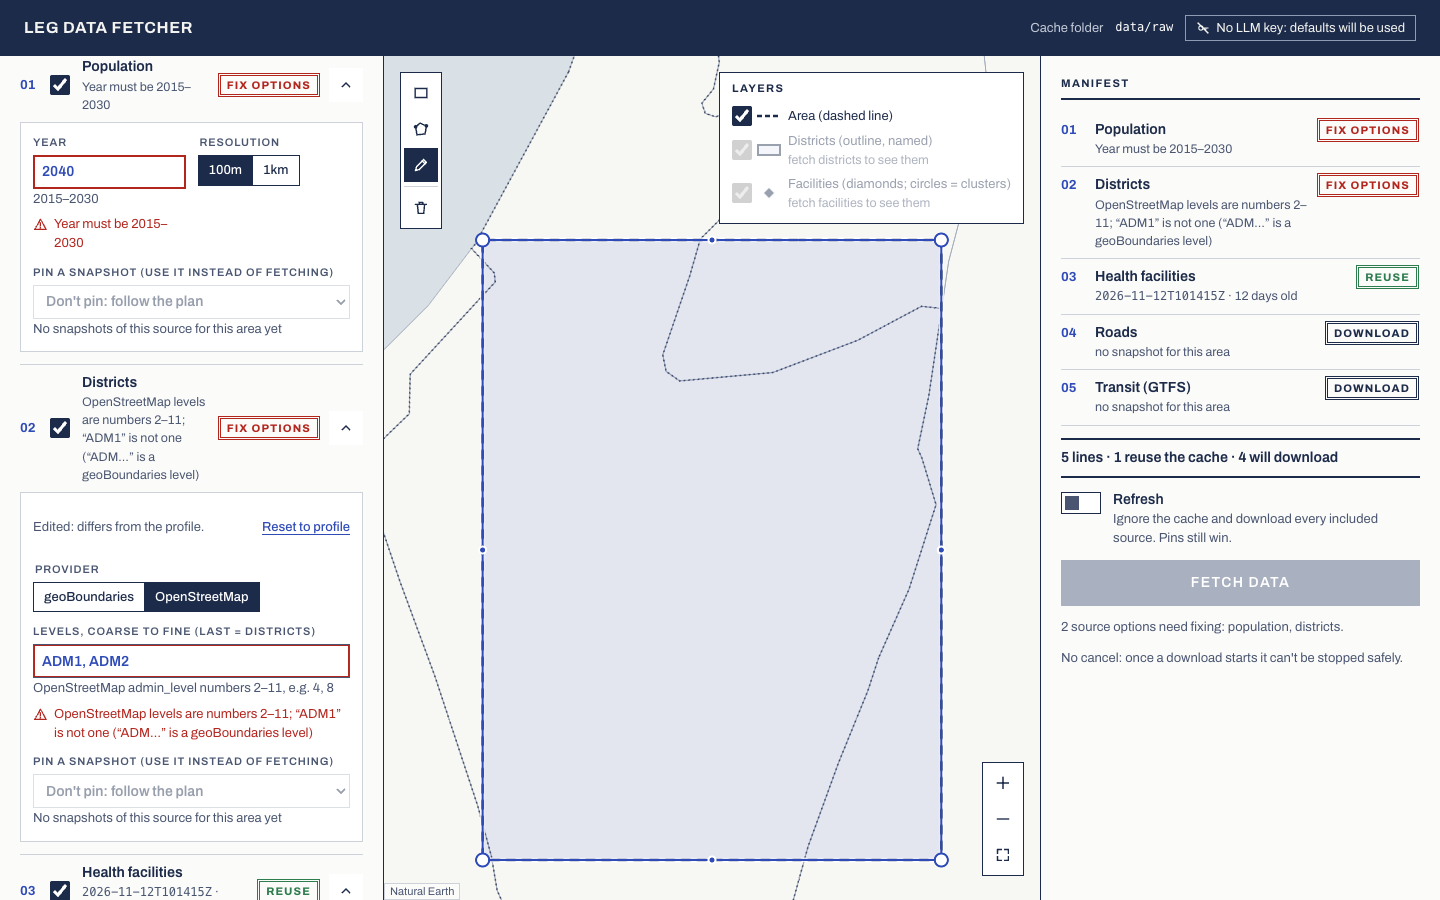 LEG DATA FETCHER
Cache folder data/raw
No LLM key: defaults will be used
01
Population
Year must be 2015–
2030
FIX OPTIONS
YEAR
RESOLUTION
2040
100m
1km
2015–2030
Year must be 2015–
2030
PIN A SNAPSHOT (USE IT INSTEAD OF FETCHING)
Don't pin: follow the plan
No snapshots of this source for this area yet
02
Districts
OpenStreetMap levels
are numbers 2–11;
“ADM1” is not one
(“ADM…” is a
geoBoundaries level)
FIX OPTIONS
Edited: differs from the profile.
Reset to profile
PROVIDER
geoBoundaries
OpenStreetMap
LEVELS, COARSE TO FINE (LAST = DISTRICTS)
ADM1, ADM2
OpenStreetMap admin_level numbers 2–11, e.g. 4, 8
OpenStreetMap levels are numbers 2–11; “ADM1”
is not one (“ADM…” is a geoBoundaries level)
PIN A SNAPSHOT (USE IT INSTEAD OF FETCHING)
Don't pin: follow the plan
No snapshots of this source for this area yet
03
Health facilities
2026–11–12T101415Z ·
REUSE
LAYERS
Area (dashed line)
Districts (outline, named)
fetch districts to see them
Facilities (diamonds; circles = clusters)
fetch facilities to see them
Natural Earth
MANIFEST
01
Population
FIX OPTIONS
Year must be 2015–2030
02
Districts
FIX OPTIONS
OpenStreetMap levels are numbers 2–
11; “ADM1” is not one (“ADM…” is a
geoBoundaries level)
03
Health facilities
REUSE
2026–11–12T101415Z · 12 days old
04
Roads
DOWNLOAD
no snapshot for this area
05
Transit (GTFS)
DOWNLOAD
no snapshot for this area
5 lines · 1 reuse the cache · 4 will download
Refresh
Ignore the cache and download every included
source. Pins still win.
FETCH DATA
2 source options need fixing: population, districts.
No cancel: once a download starts it can't be stopped safely.